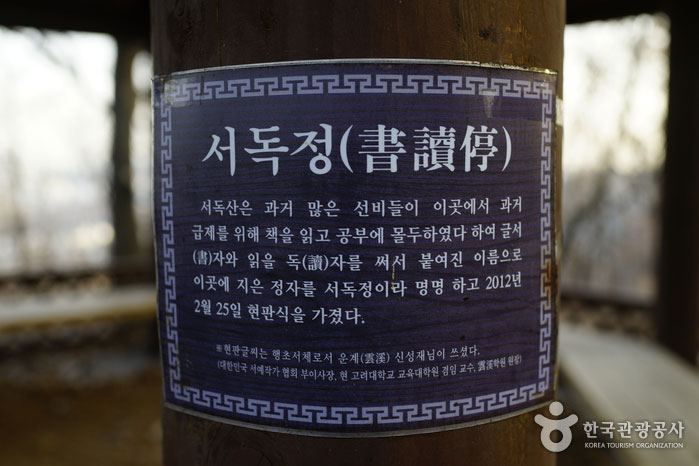 서독정(書讀停)
서독산은 과거 많은 선비들이 이곳에서 과거
급제를 위해 책을 읽고 공부에 몰두하였다 하여 글서
(書)자와 읽을 독(讀)자를 써서 붙여진 이름으로
이곳에 지은 정자를 서독정이라 명명 하고 2012년
2월 25일 현판식을 가졌다.
※현판글씨는 행초서체로서 운계(雲溪) 신성재님이 쓰셨다.
(대한민국 서예작가 협회 부이사장, 현 고려대학교 교육대학원 겸임 교수, 雲溪학원 원장)
한국관광공사
KOREA TOURISM ORGANIZATION